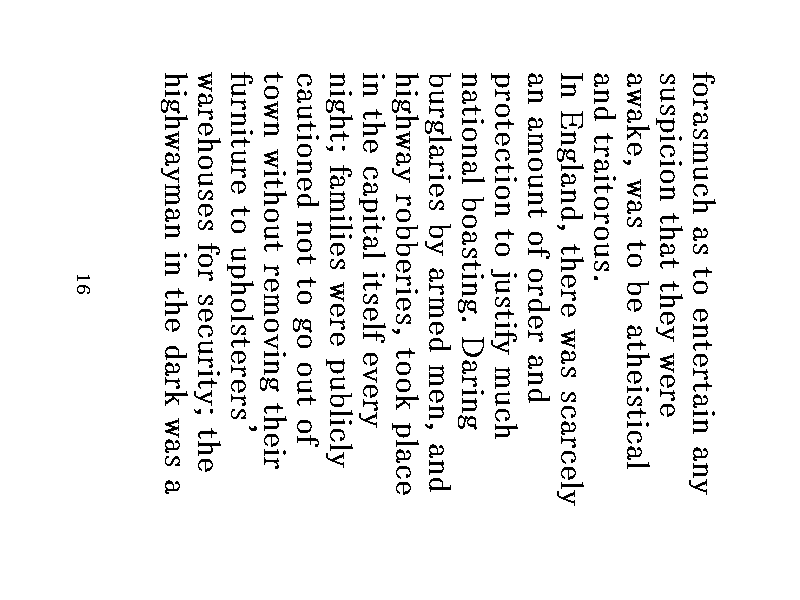 forasmuch as to entertain any
suspicion that they were
awake, was to be atheistical
and traitorous.
In England, there was scarcely
an amount of order and
protection to justify much
national boasting. Daring
burglaries by armed men, and
highway robberies, took place
in the capital itself every
night; families were publicly
cautioned not to go out of
town without removing their
furniture to upholsterers’
warehouses for security; the
highwayman in the dark was a
16